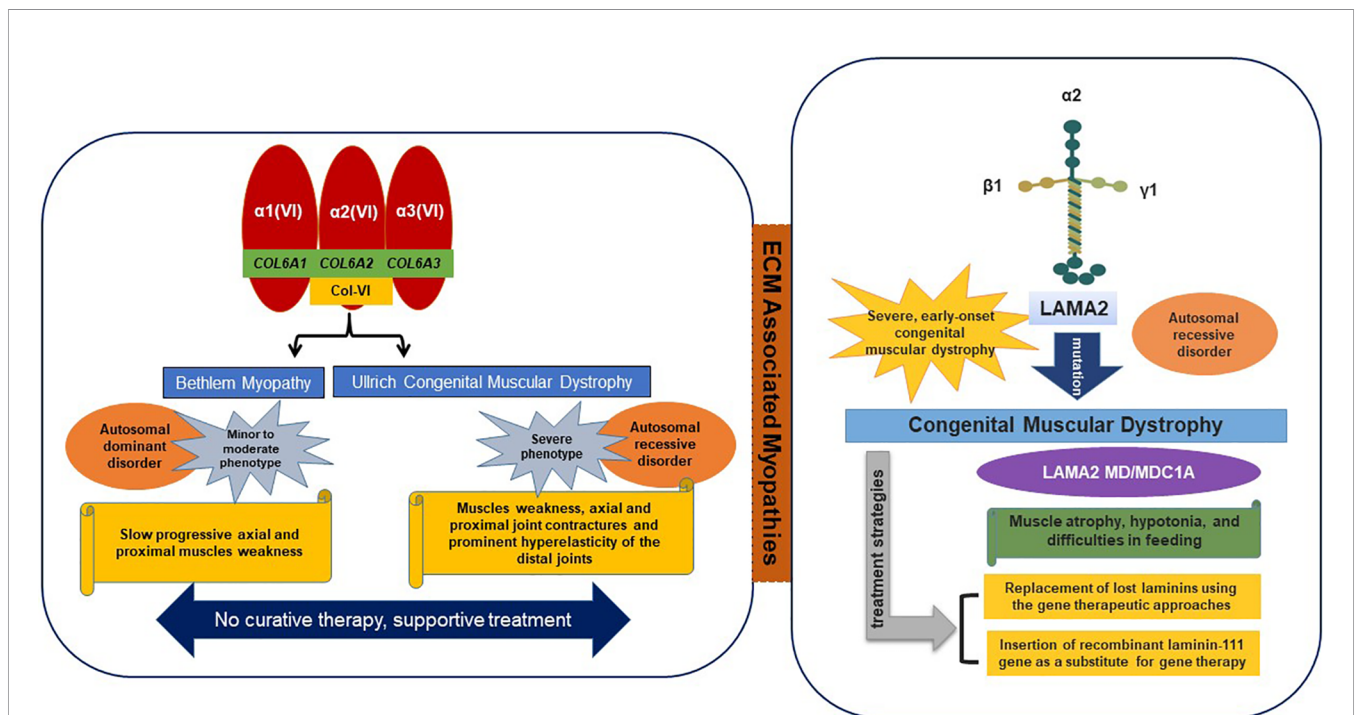 α1(VI)
α2(VI)
α3(VI)
COL6A1
COL6A2
COL6A3
Col-VI
Bethlem Myopathy
Ullrich Congenital Muscular Dystrophy
Autosomal
dominant
disorder
Minor to
moderate
phenotype
Severe
phenotype
Autosomal
recessive
disorder
Slow progressive axial and
proximal muscles weakness
Muscles weakness, axial and
proximal joint contractures and
prominent hyperelasticity of the
distal joints
No curative therapy, supportive treatment
ECM Associated Myopathies
α2
β1
γ1
LAMA2
Severe, early-onset
congenital
muscular dystrophy
Autosomal
recessive
disorder
mutation
Congenital Muscular Dystrophy
LAMA2 MD/MDC1A
Muscle atrophy, hypotonia, and
difficulties in feeding
treatment strategies
Replacement of lost laminins using
the gene therapeutic approaches
Insertion of recombinant laminin-111
gene as a substitute for gene therapy